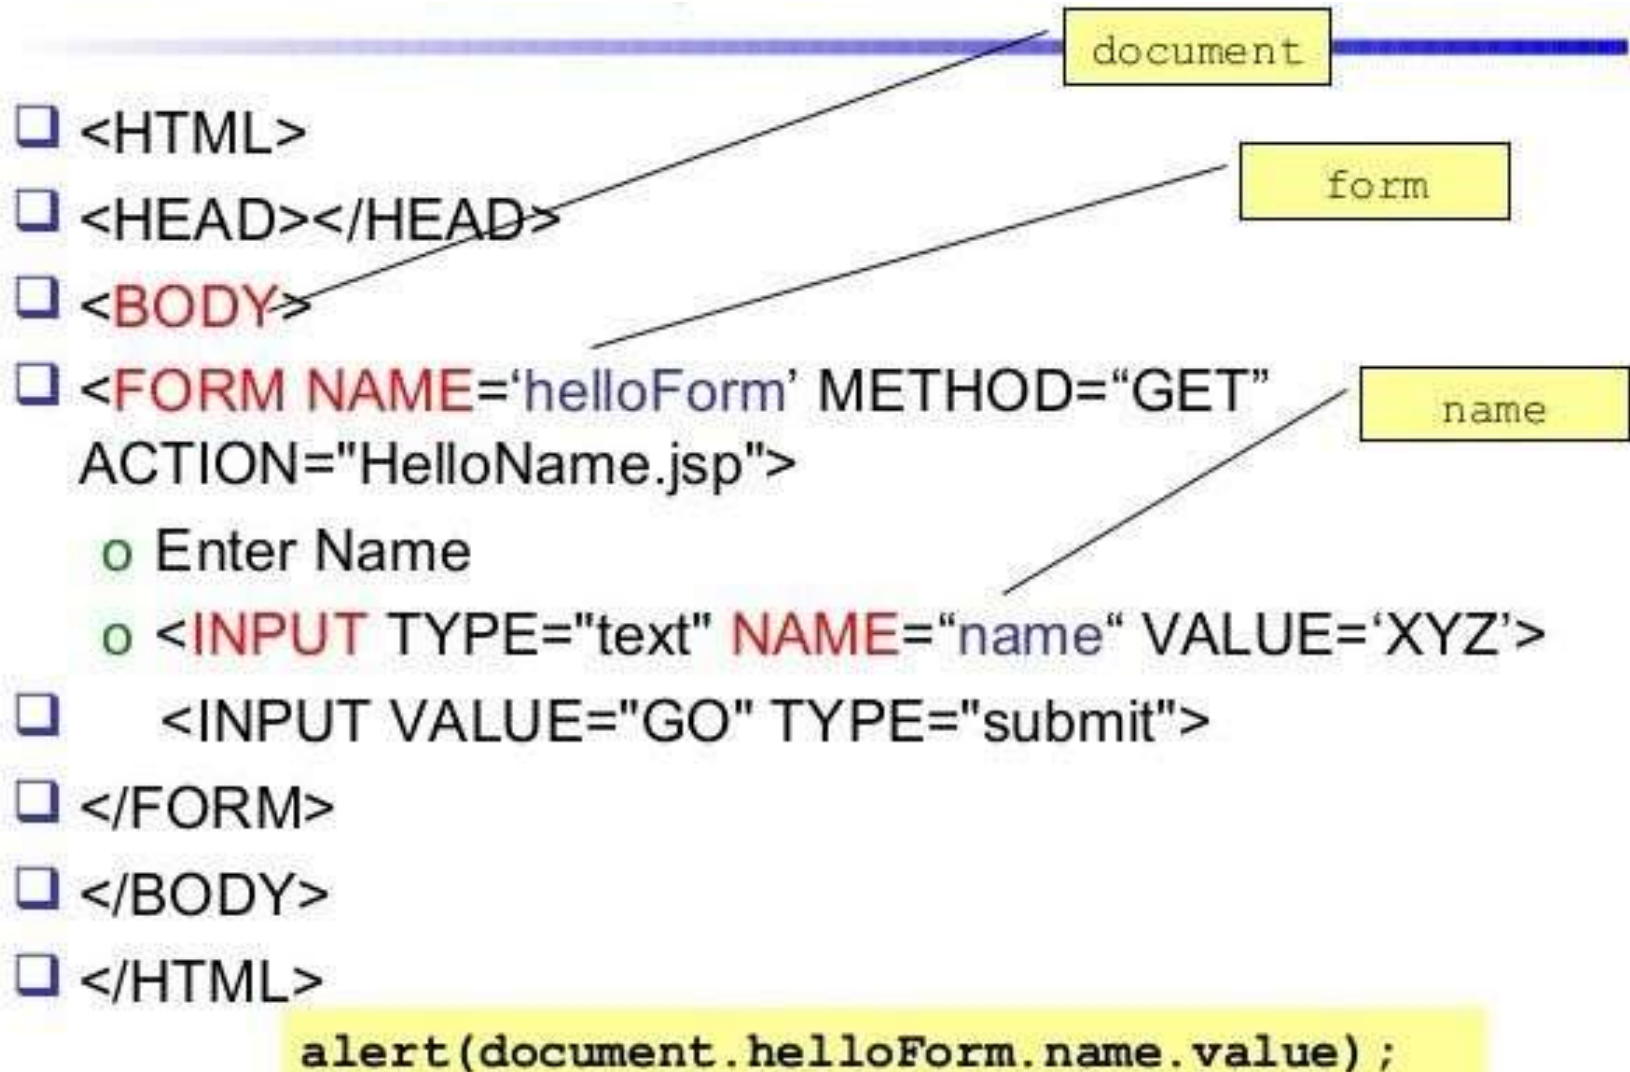 document
<HTML>
form
<HEAD></HEAD>
<BODY>
<FORM NAME=‘helloForm’ METHOD=“GET”
name
ACTION="HelloName.jsp">
o Enter Name
o <INPUT TYPE="text" NAME=“name“ VALUE=‘XYZ’>
<INPUT VALUE="GO" TYPE="submit">
</FORM>
</BODY>
</HTML>
alert(document.helloForm.name.value);